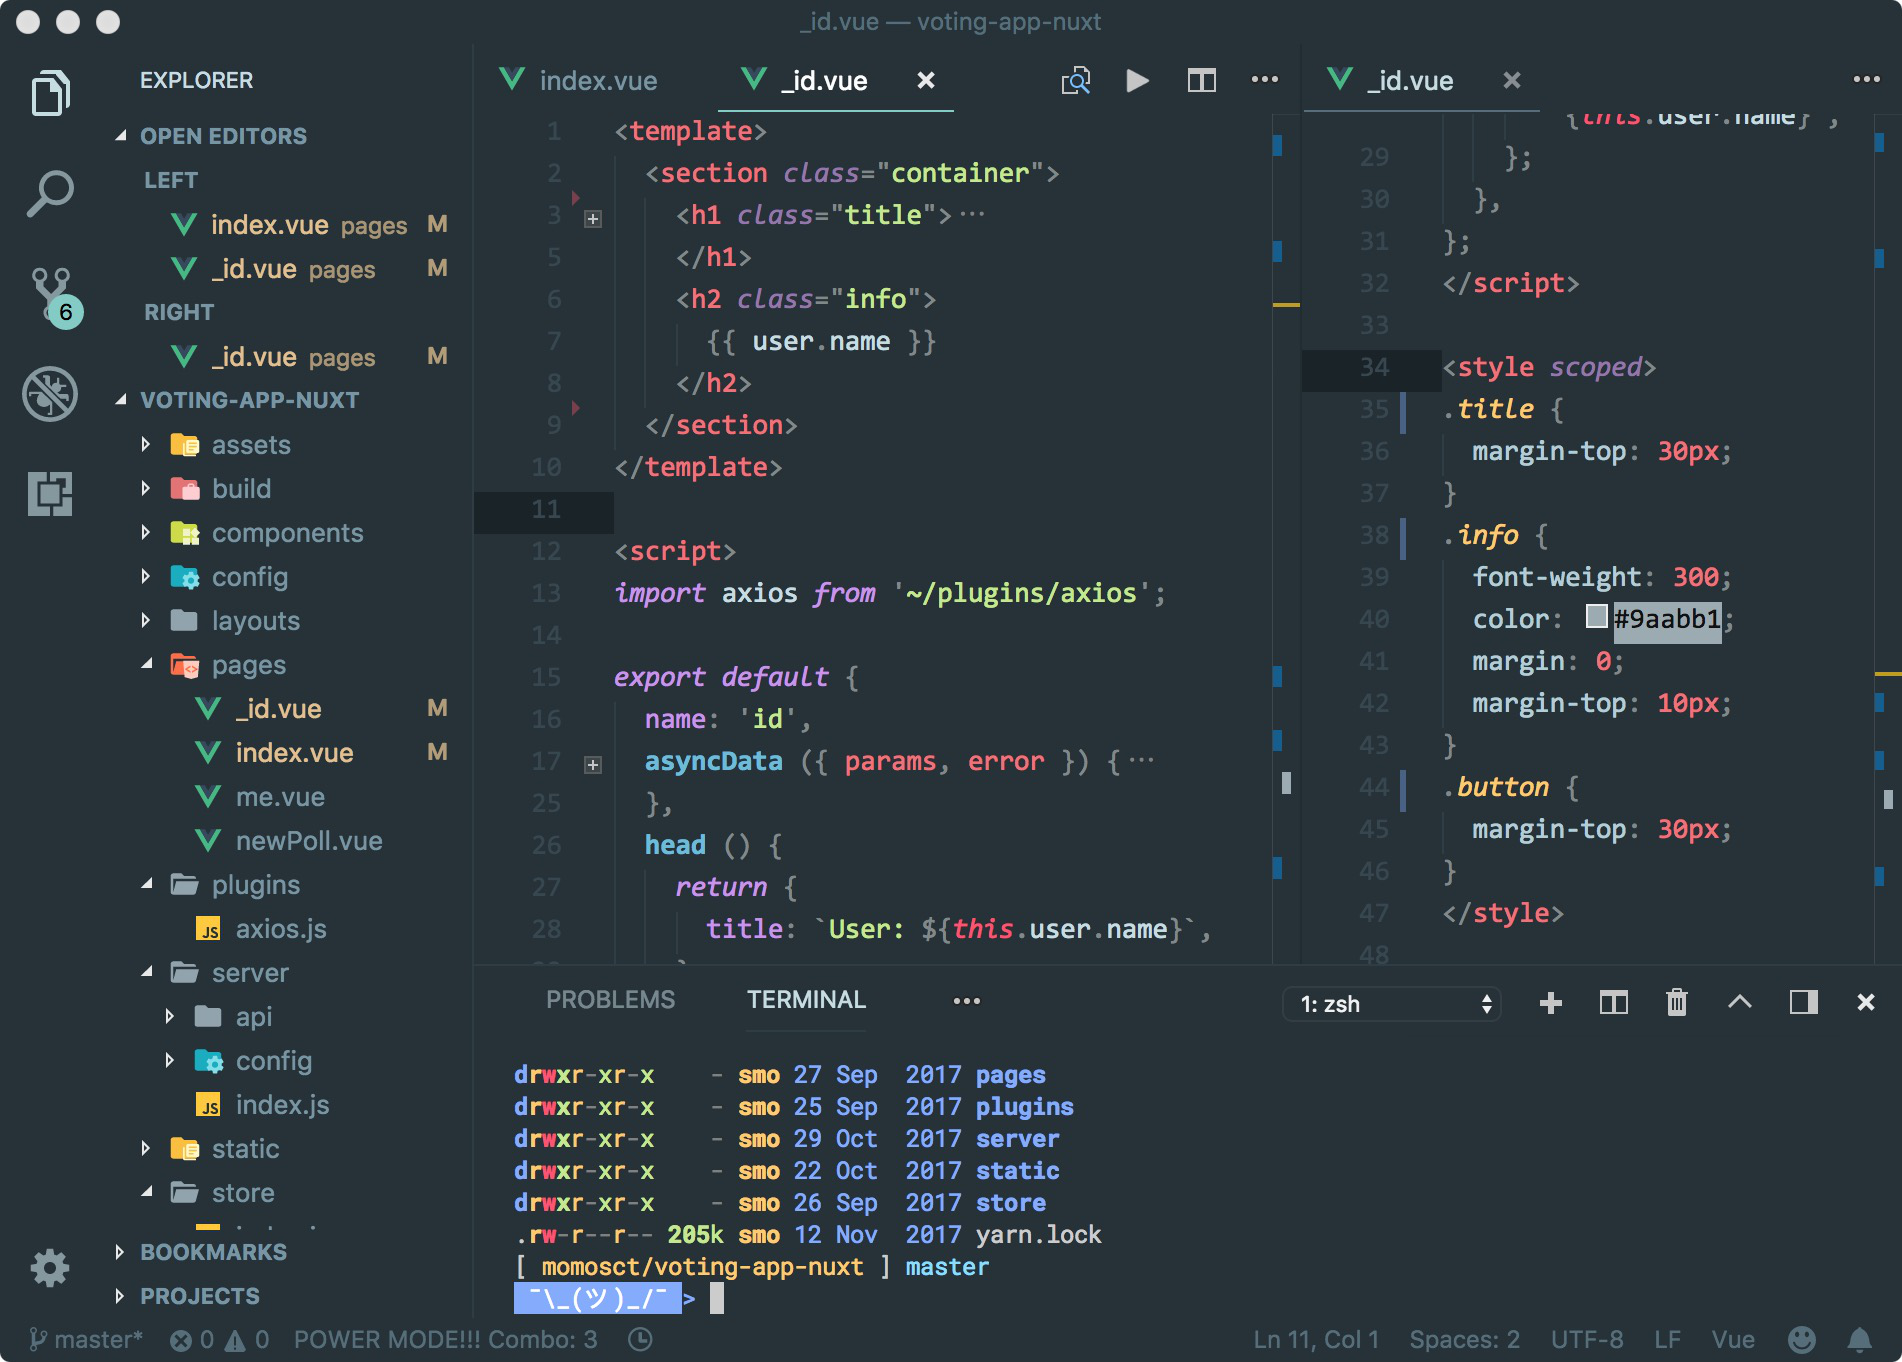 _id.vue — voting-app-nuxt
EXPLORER
OPEN EDITORS
LEFT
index.vue pages M
_id.vue pages M
RIGHT
_id.vue pages M
VOTING-APP-NUXT
assets
build
components
config
layouts
pages
_id.vue M
index.vue M
me.vue
newPoll.vue
plugins
JS axios.js
server
api
config
JS index.js
static
store
BOOKMARKS
PROJECTS
6
index.vue
_id.vue
1 <template>
2 <section class="container">
3 <h1 class="title">···
5 </h1>
6 <h2 class="info">
7 {{ user.name }}
8 </h2>
9 </section>
10 </template>
11
12 <script>
13 import axios from '~/plugins/axios';
14
15 export default {
16 name: 'id',
17 asyncData ({ params, error }) {···
25 },
26 head () {
27 return {
28 title: `User: ${this.user.name}`,
_id.vue
{this.user.name}`,
29 };
30 },
31 };
32 </script>
33
34 <style scoped>
35 .title {
36 margin-top: 30px;
37 }
38 .info {
39 font-weight: 300;
40 color: #9aabb1;
41 margin: 0;
42 margin-top: 10px;
43 }
44 .button {
45 margin-top: 30px;
46 }
47 </style>
48
PROBLEMS TERMINAL ··· 1: zsh
drwxr-xr-x - smo 27 Sep 2017 pages
drwxr-xr-x - smo 25 Sep 2017 plugins
drwxr-xr-x - smo 29 Oct 2017 server
drwxr-xr-x - smo 22 Oct 2017 static
drwxr-xr-x - smo 26 Sep 2017 store
.rw-r--r-- 205k smo 12 Nov 2017 yarn.lock
[ momosct/voting-app-nuxt ] master
¯\_(ツ)_/¯ >
master* 0 0 POWER MODE!!! Combo: 3 Ln 11, Col 1 Spaces: 2 UTF-8 LF Vue